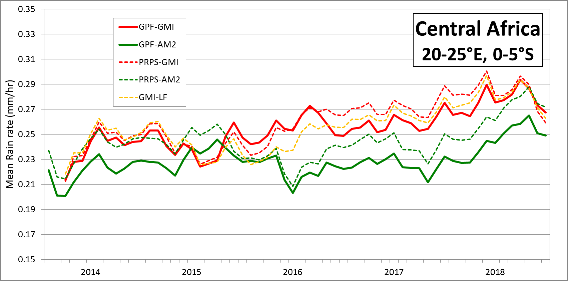 0.35
0.33
0.31
0.29
0.27
0.25
0.23
0.21
0.19
0.17
0.15
Mean Rain rate (mm/hr)
GPF-GMI
GPF-AM2
PRPS-GMI
PRPS-AM2
GMI-LF
Central Africa
20-25°E, 0-5°S
2014 2015 2016 2017 2018